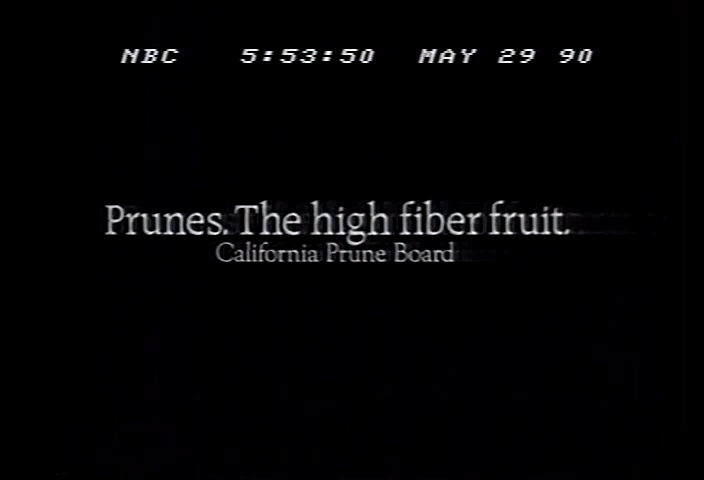 NBC 5:53:50 MAY 29 90
Prunes. The high fiber fruit.
California Prune Board